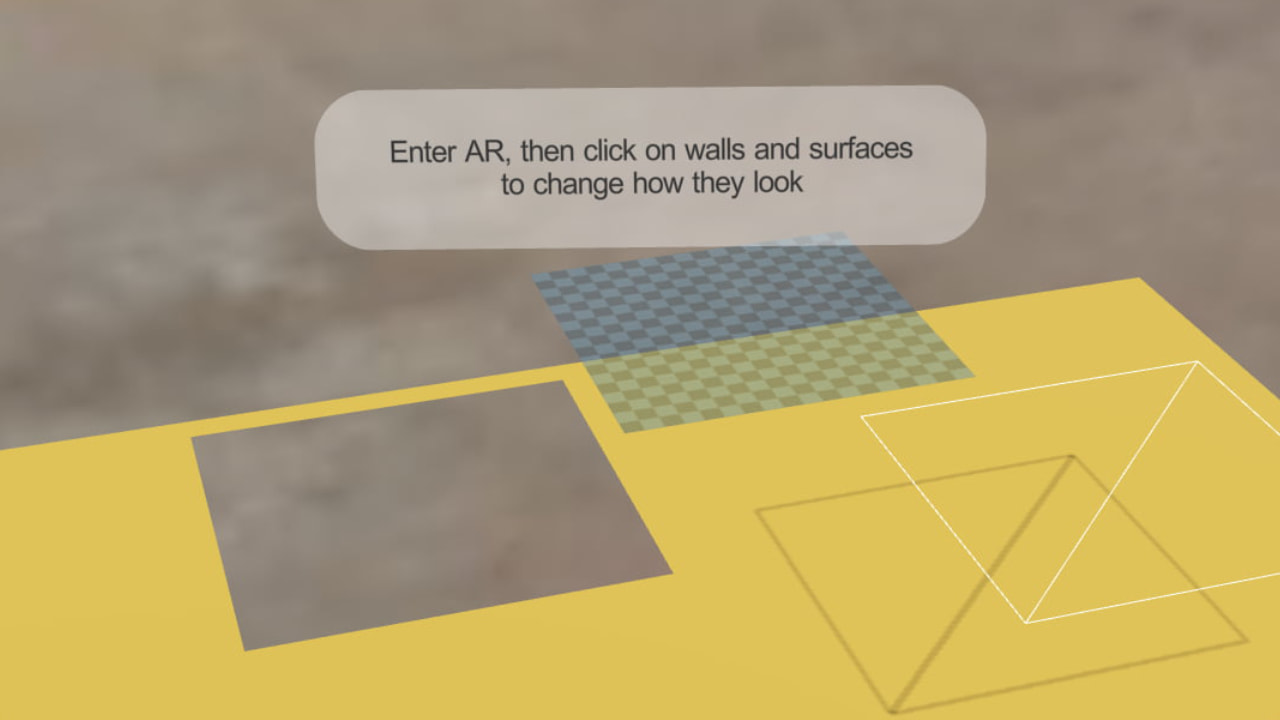 Enter AR, then click on walls and surfaces
to change how they look